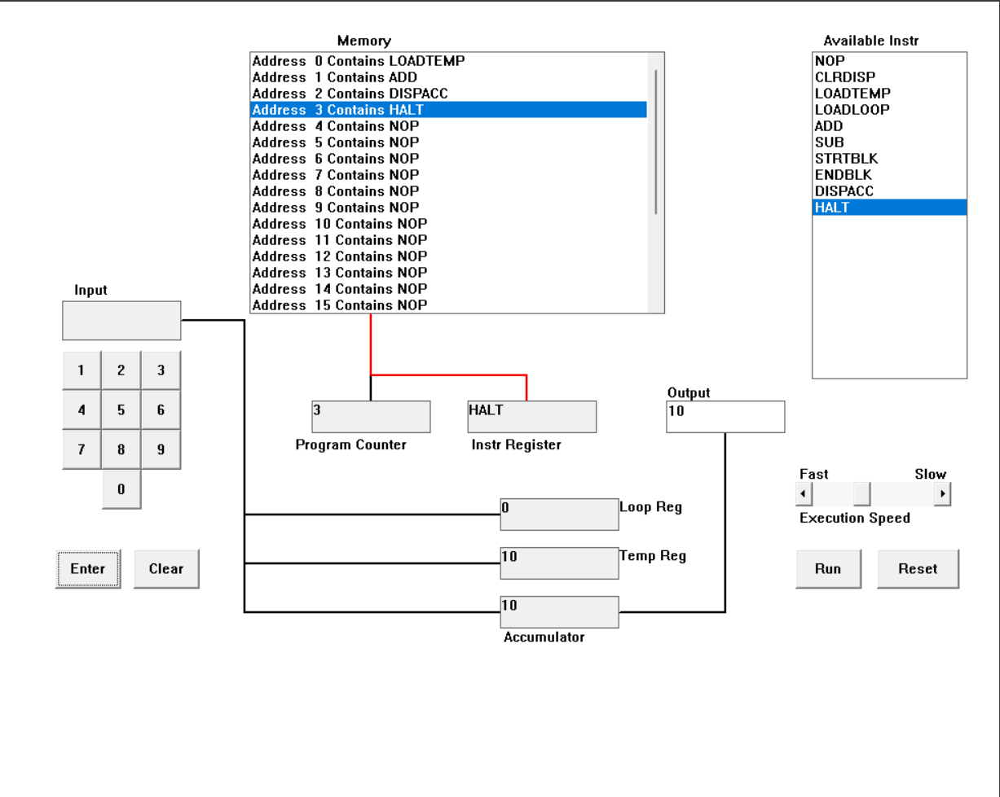 Memory
Address 0 Contains LOADTEMP
Address 1 Contains ADD
Address 2 Contains DISPACC
Address 3 Contains HALT
Address 4 Contains NOP
Address 5 Contains NOP
Address 6 Contains NOP
Address 7 Contains NOP
Address 8 Contains NOP
Address 9 Contains NOP
Address 10 Contains NOP
Address 11 Contains NOP
Address 12 Contains NOP
Address 13 Contains NOP
Address 14 Contains NOP
Address 15 Contains NOP
Available Instr
NOP
CLRDISP
LOADTEMP
LOADLOOP
ADD
SUB
STRTBLK
ENDBLK
DISPACC
HALT
Input
1 2 3
4 5 6
7 8 9
0
Enter Clear
3
Program Counter
HALT
Instr Register
Output
10
0
Loop Reg
10
Temp Reg
10
Accumulator
Fast Slow
Execution Speed
Run Reset